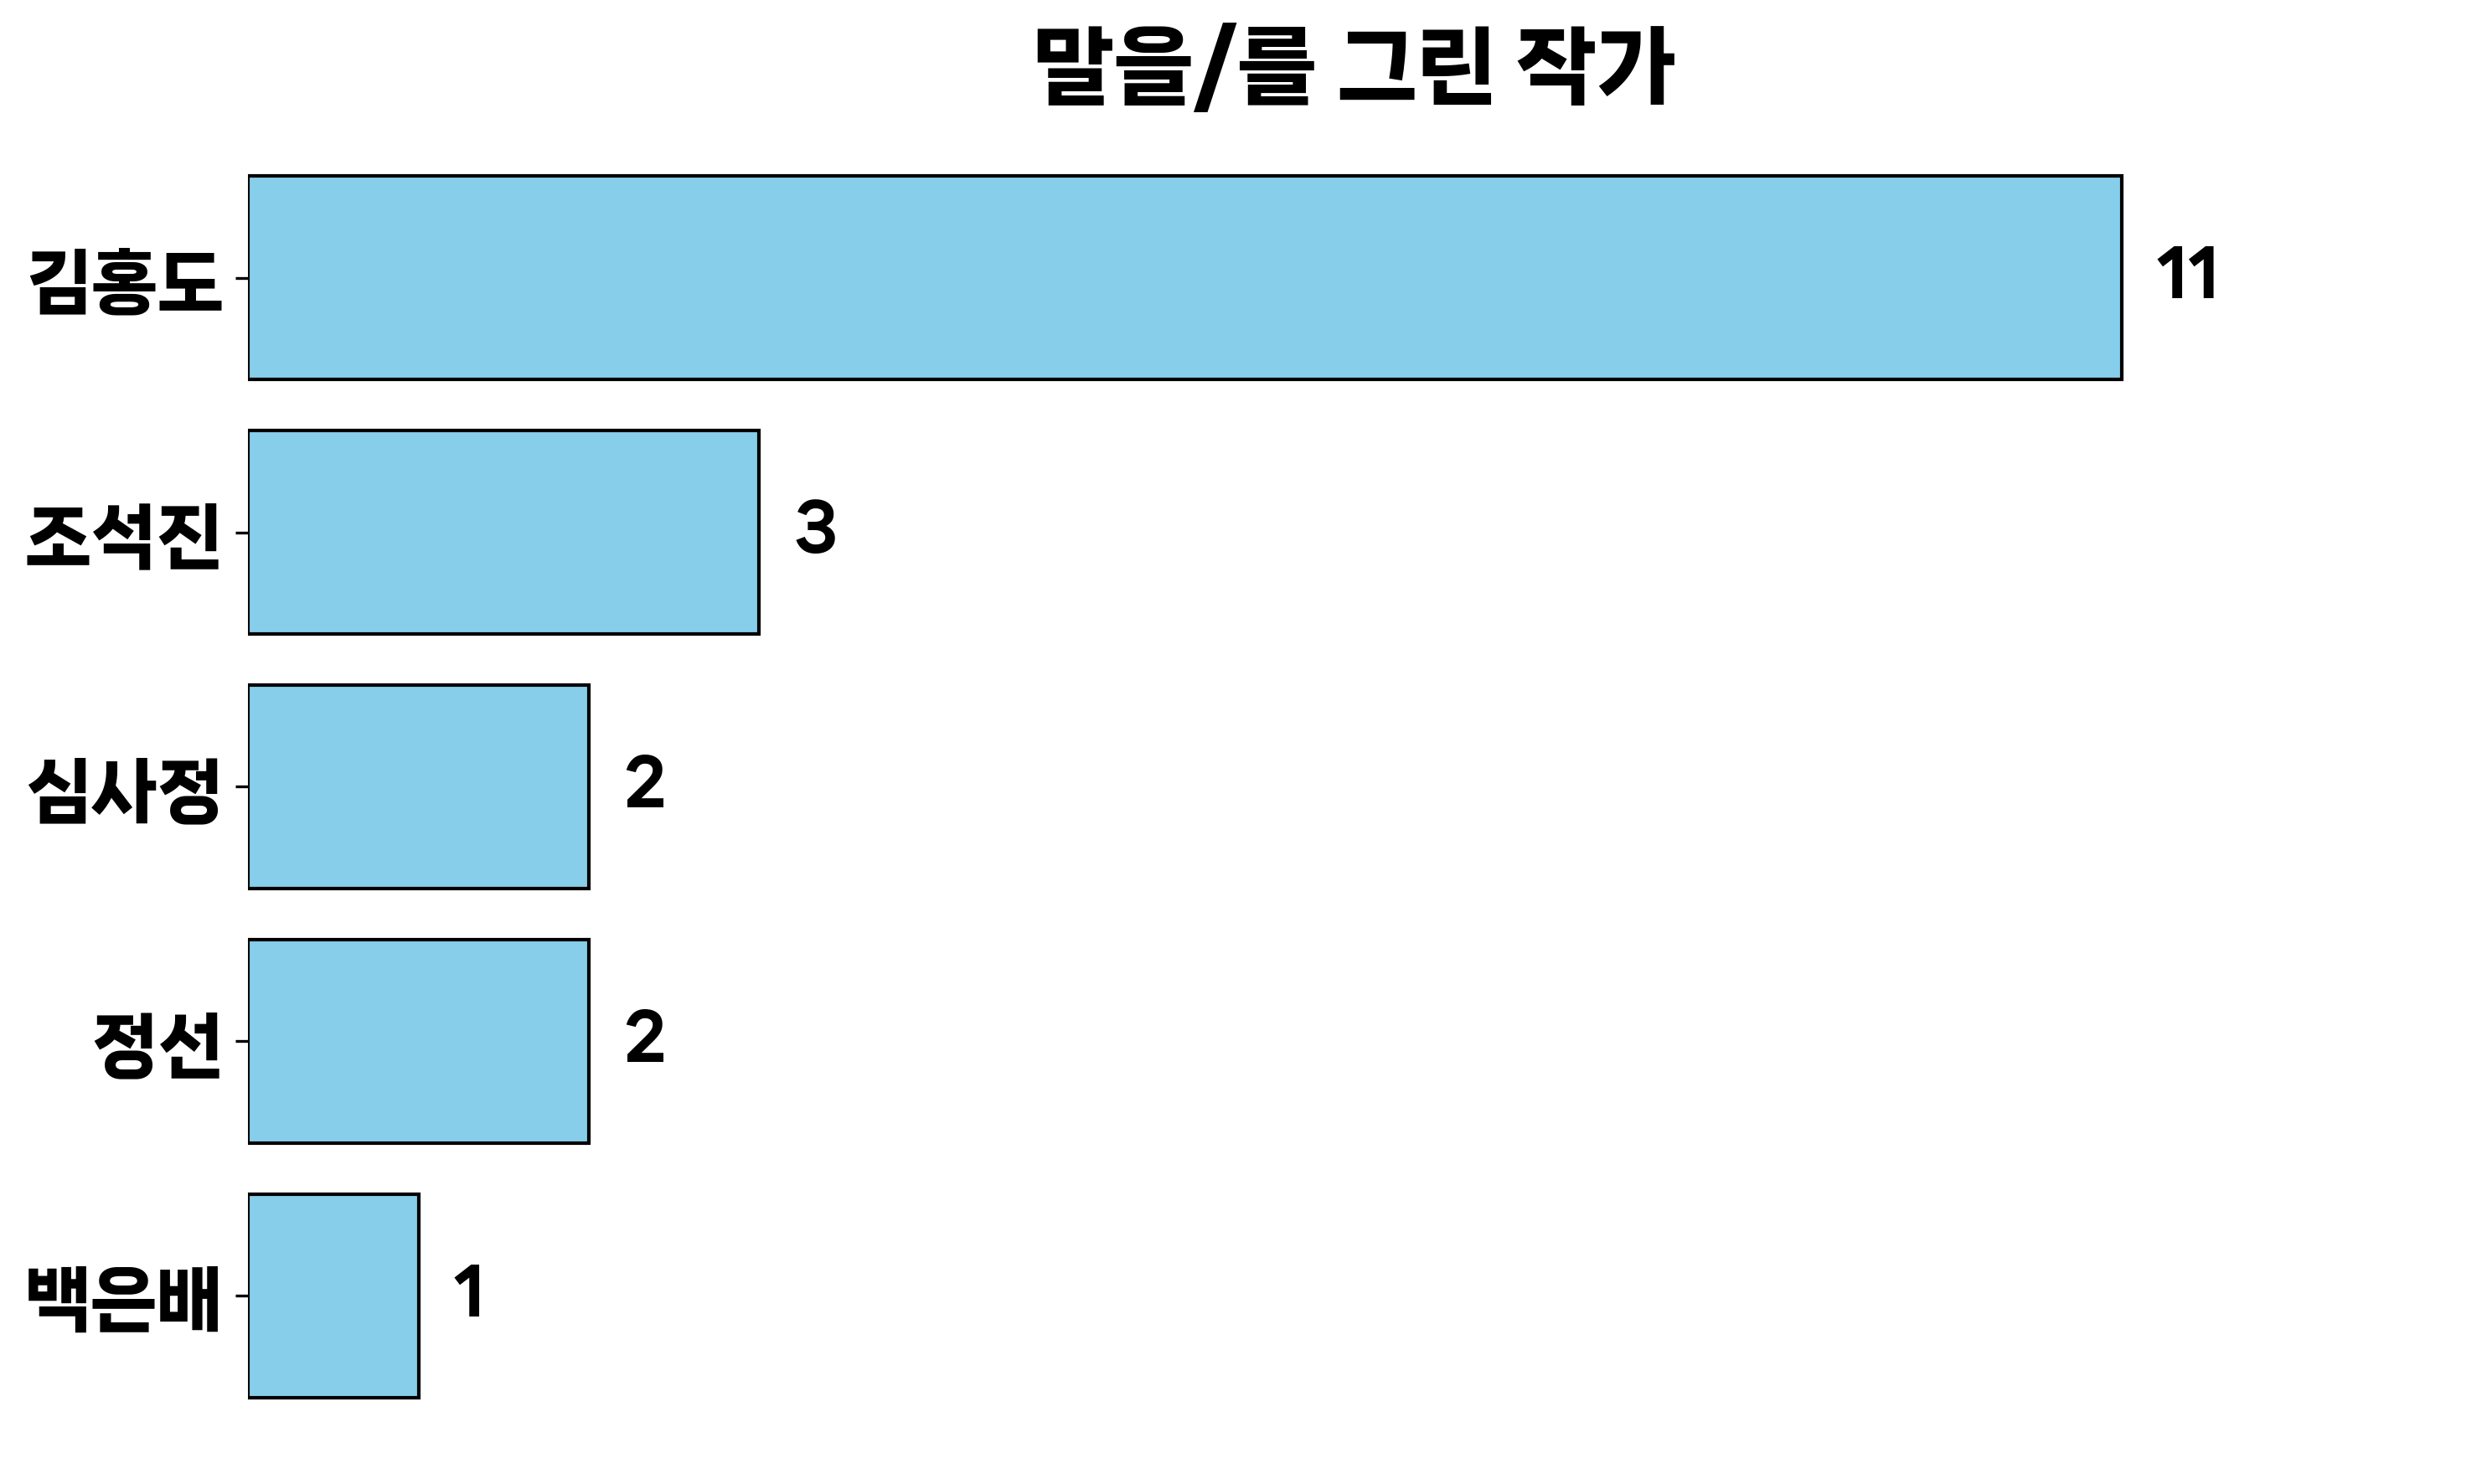 말을/를 그린 작가
김홍도 11
조석진 3
심사정 2
정선 2
백은배 1